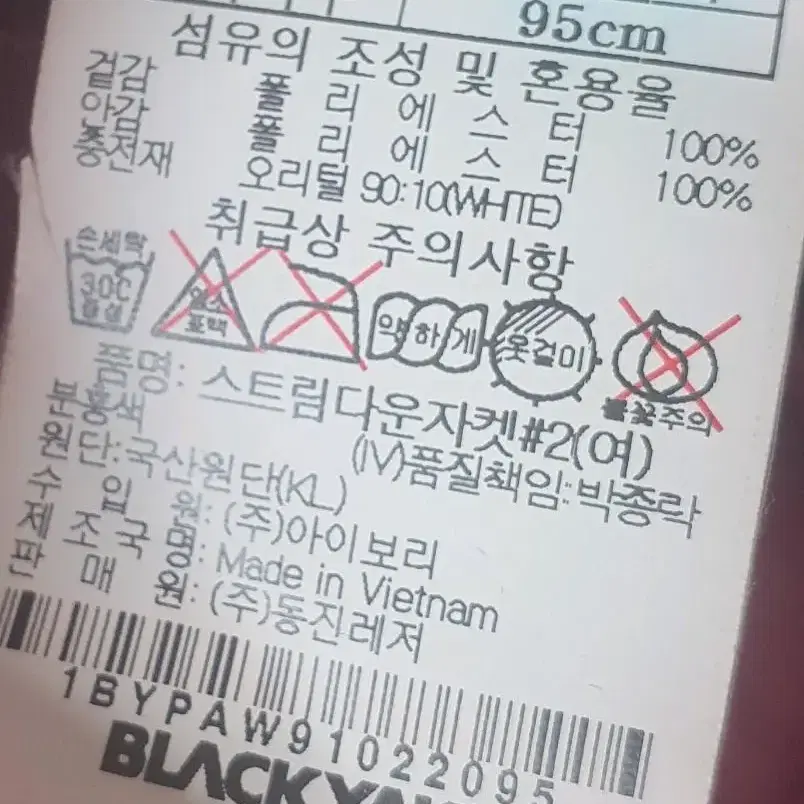 95cm
섬유의 조성 및 혼용율
겉감 폴리에스터 100%
안감 폴리에스터 100%
충전재 오리털 90:10(WHITE)
취급상 주의사항
손세탁 30C 중성 염소 표백 약하게 옷걸이 불꽃주의
품명: 스트림다운자켓#2(여)
분홍색 (IV)품질책임:박종락
원단:국산원단(KL)
수입원: (주)아이보리
제조국명: Made in Vietnam
판매원: (주)동진레저
1BYPAW91022095
BLACKYAK